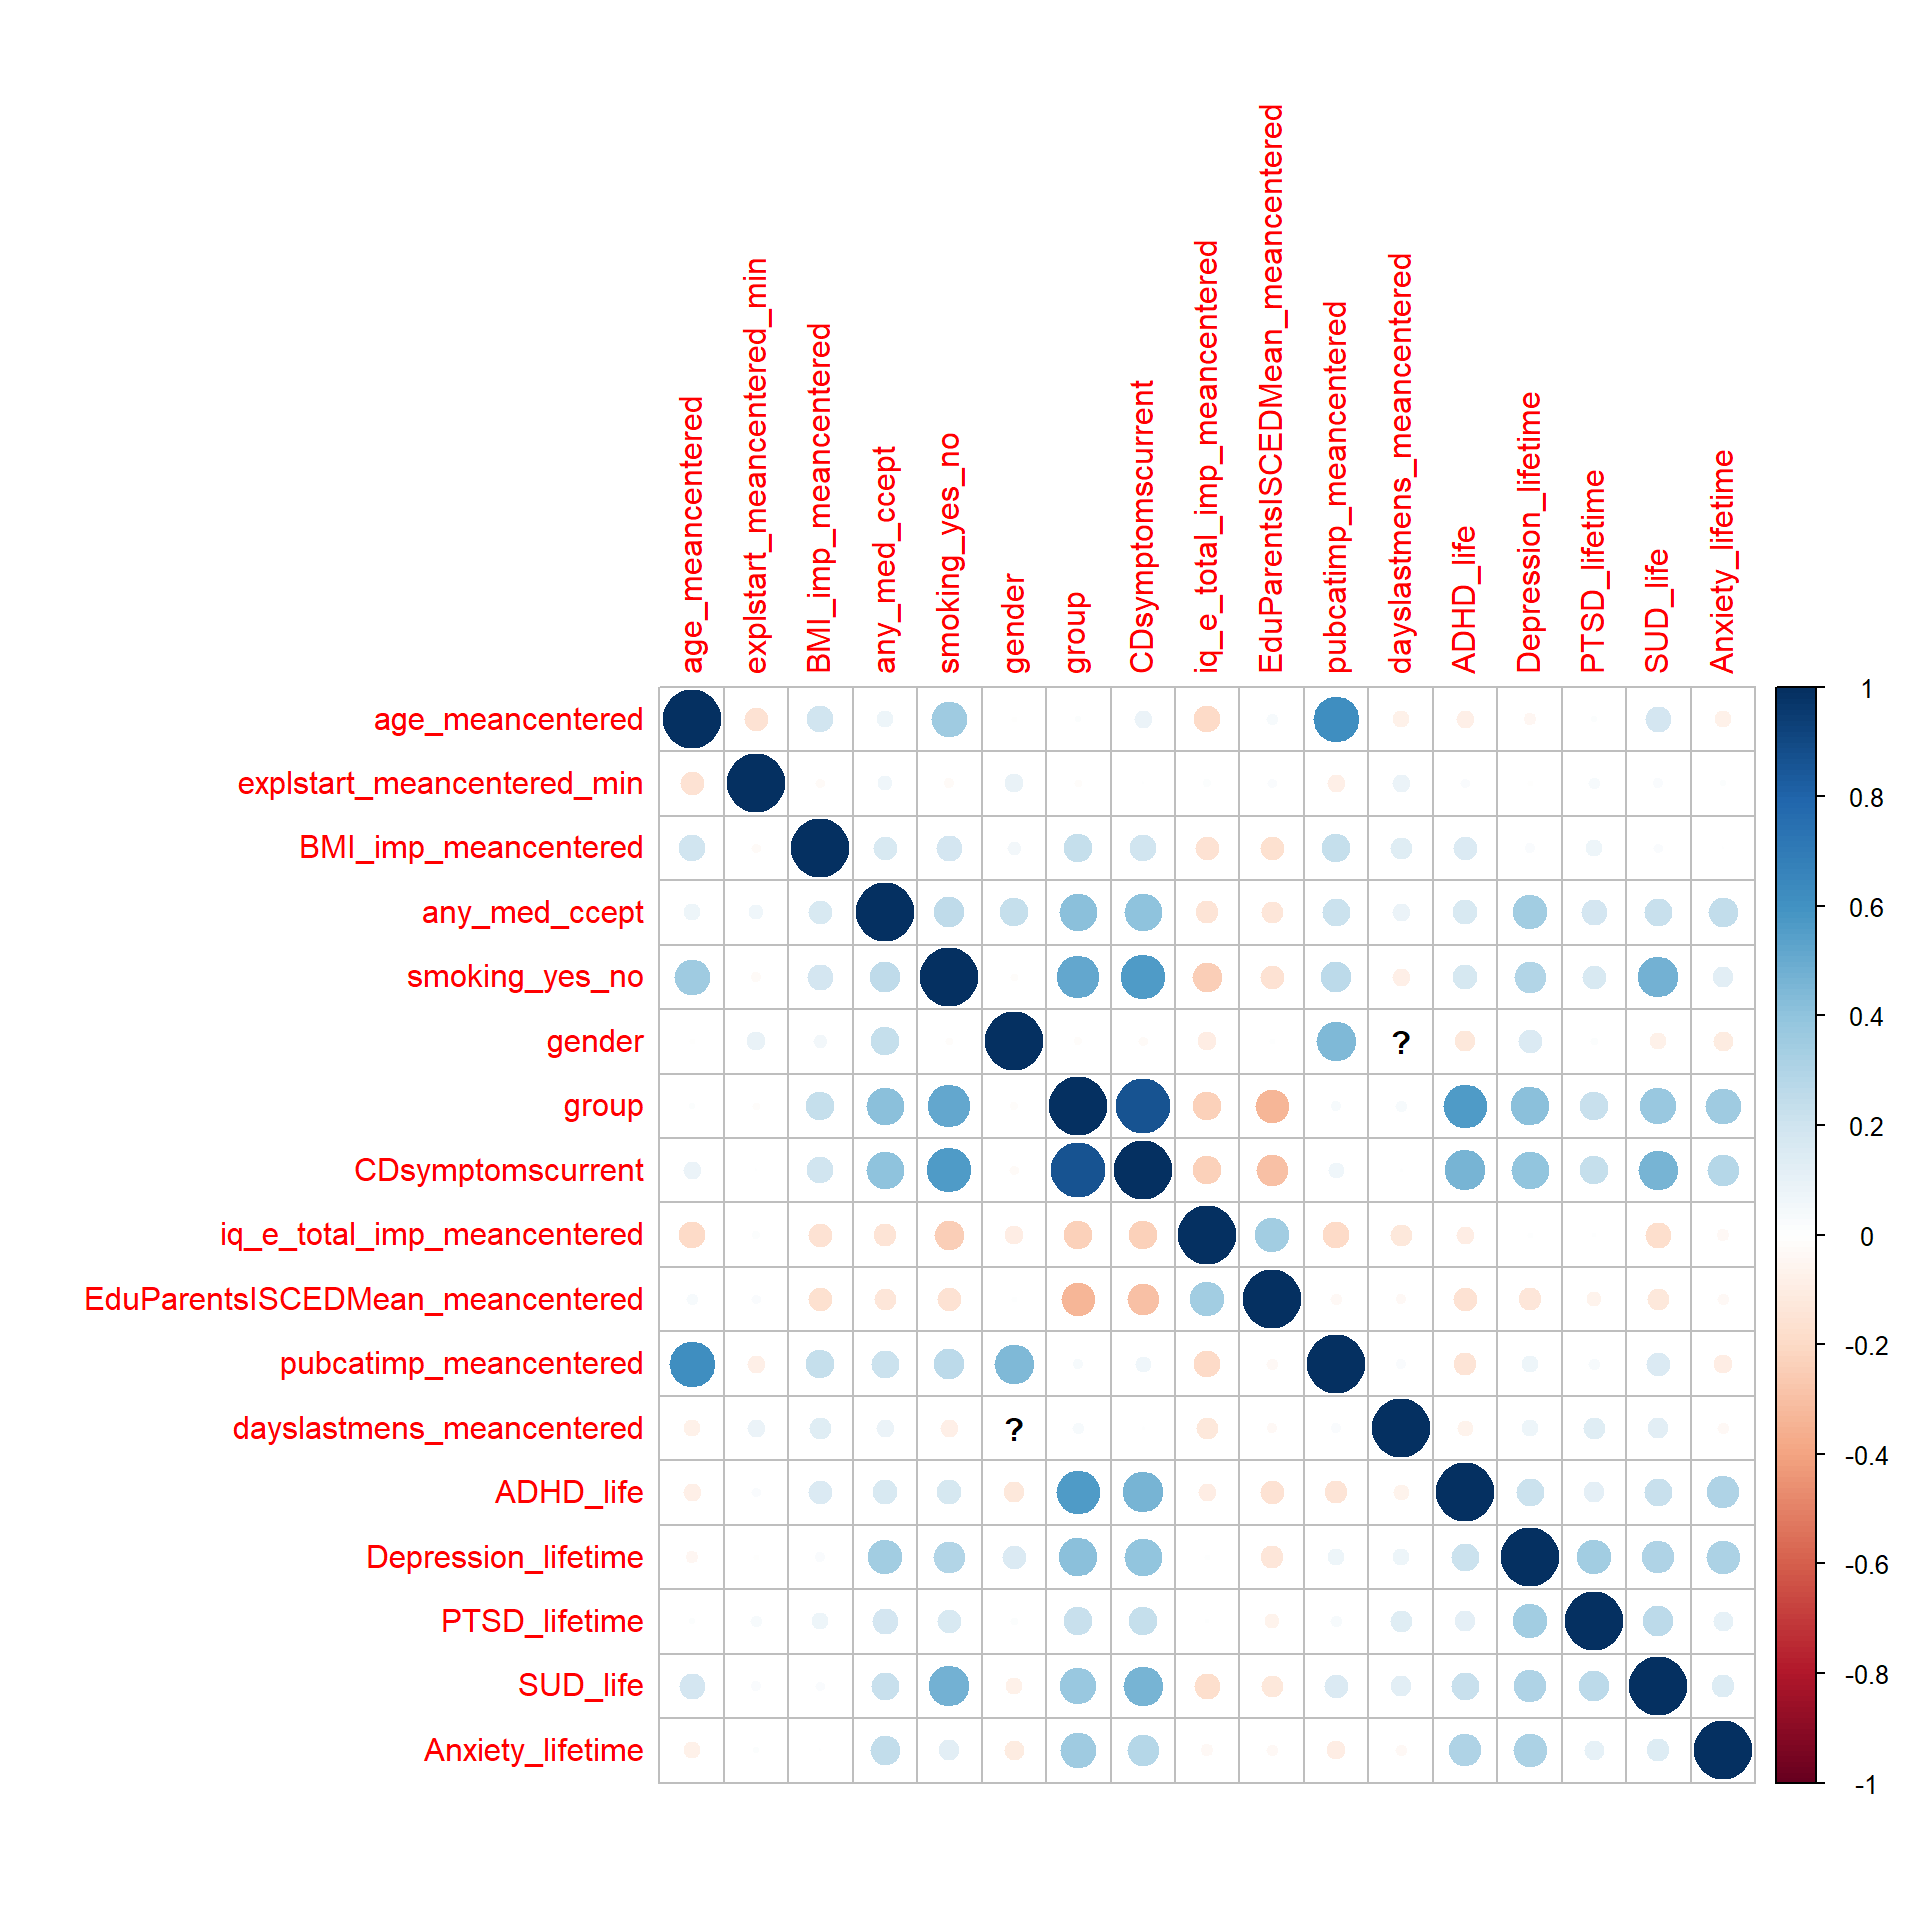 age_meancentered
explstart_meancentered_min
BMI_imp_meancentered
any_med_ccept
smoking_yes_no
gender
group
CDsymptomscurrent
iq_e_total_imp_meancentered
EduParentsISCEDMean_meancentered
pubcatimp_meancentered
dayslastmens_meancentered
ADHD_life
Depression_lifetime
PTSD_lifetime
SUD_life
Anxiety_lifetime
age_meancentered
explstart_meancentered_min
BMI_imp_meancentered
any_med_ccept
smoking_yes_no
gender
?
group
CDsymptomscurrent
iq_e_total_imp_meancentered
EduParentsISCEDMean_meancentered
pubcatimp_meancentered
dayslastmens_meancentered
?
ADHD_life
Depression_lifetime
PTSD_lifetime
SUD_life
Anxiety_lifetime
1
0.8
0.6
0.4
0.2
0
-0.2
-0.4
-0.6
-0.8
-1